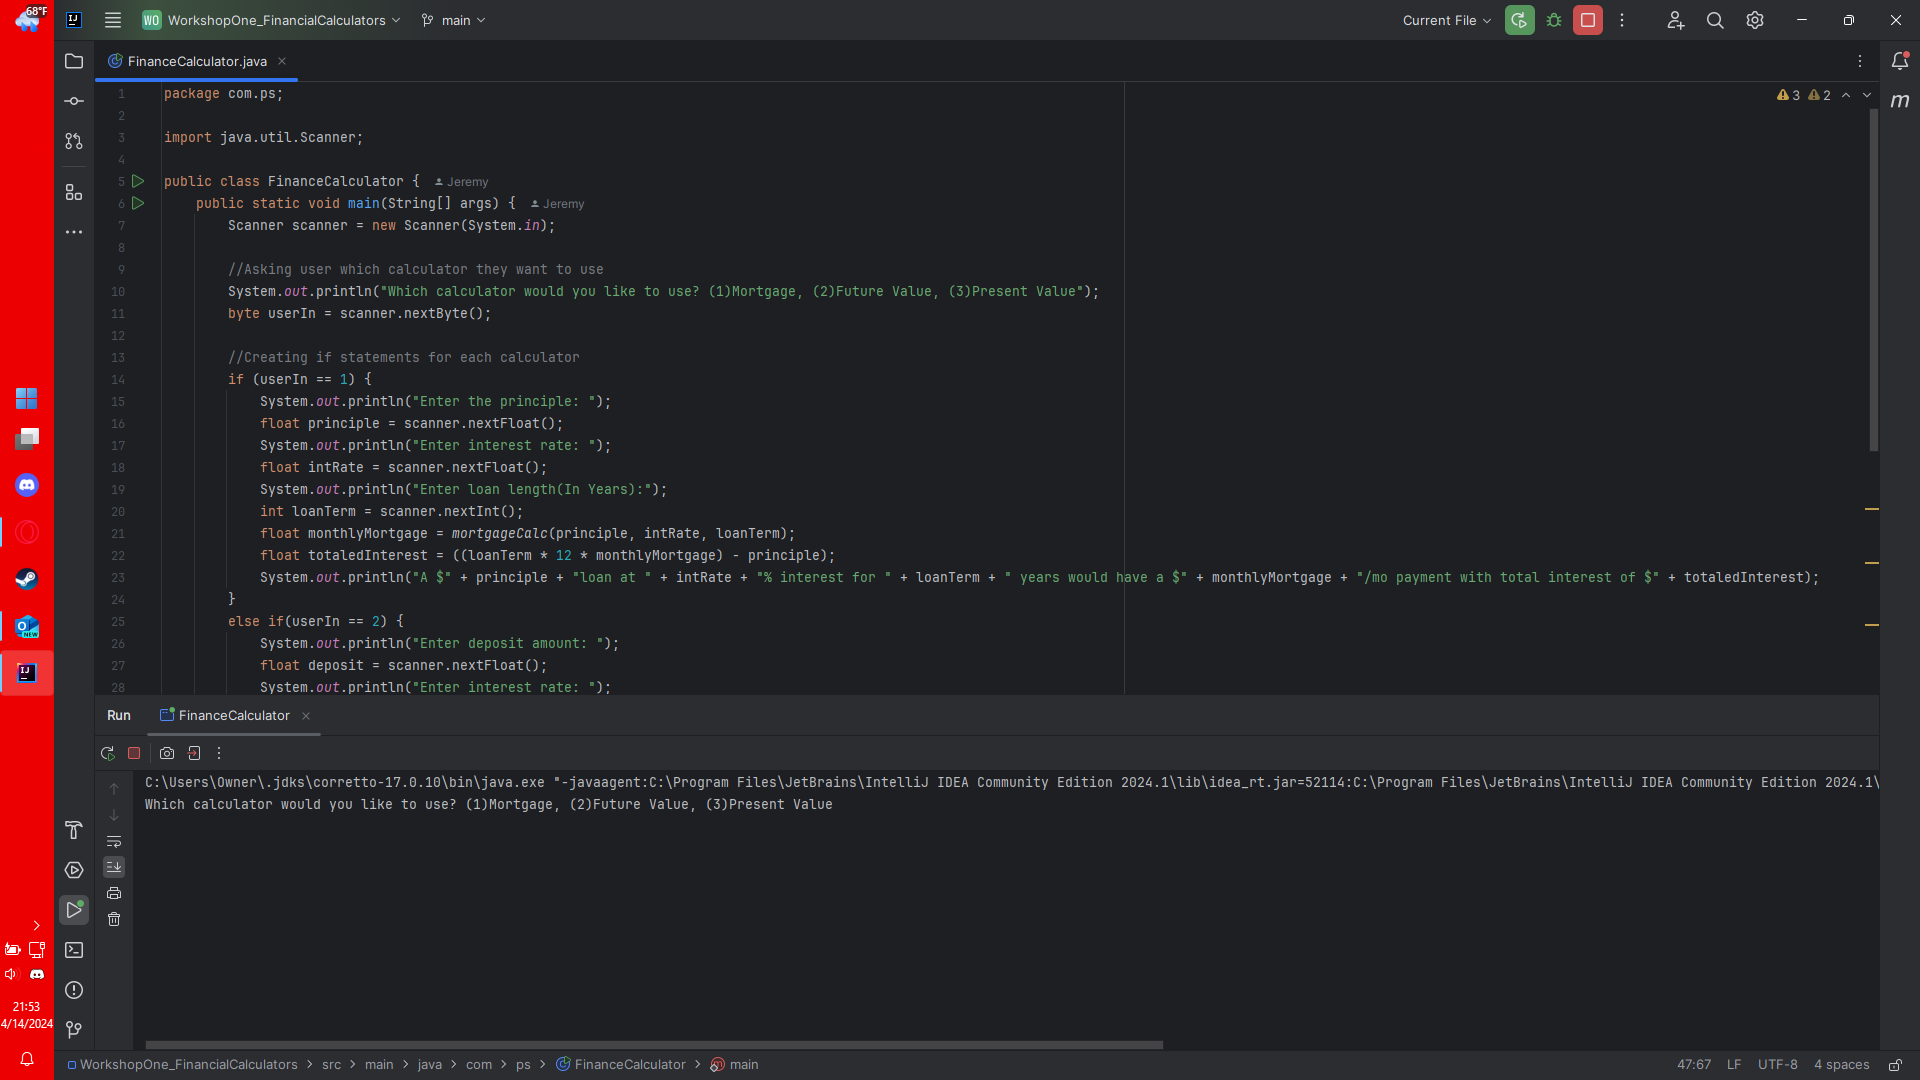 68°F
WO WorkshopOne_FinancialCalculators main Current File
FinanceCalculator.java
3 2
1 package com.ps;
2
3 import java.util.Scanner;
4
5 public class FinanceCalculator { Jeremy
6 public static void main(String[] args) { Jeremy
7 Scanner scanner = new Scanner(System.in);
8
9 //Asking user which calculator they want to use
10 System.out.println("Which calculator would you like to use? (1)Mortgage, (2)Future Value, (3)Present Value");
11 byte userIn = scanner.nextByte();
12
13 //Creating if statements for each calculator
14 if (userIn == 1) {
15 System.out.println("Enter the principle: ");
16 float principle = scanner.nextFloat();
17 System.out.println("Enter interest rate: ");
18 float intRate = scanner.nextFloat();
19 System.out.println("Enter loan length(In Years):");
20 int loanTerm = scanner.nextInt();
21 float monthlyMortgage = mortgageCalc(principle, intRate, loanTerm);
22 float totaledInterest = ((loanTerm * 12 * monthlyMortgage) - principle);
23 System.out.println("A $" + principle + "loan at " + intRate + "% interest for " + loanTerm + " years would have a $" + monthlyMortgage + "/mo payment with total interest of $" + totaledInterest);
24 }
25 else if(userIn == 2) {
26 System.out.println("Enter deposit amount: ");
27 float deposit = scanner.nextFloat();
28 System.out.println("Enter interest rate: ");
Run FinanceCalculator
C:\Users\Owner\.jdks\corretto-17.0.10\bin\java.exe "-javaagent:C:\Program Files\JetBrains\IntelliJ IDEA Community Edition 2024.1\lib\idea_rt.jar=52114:C:\Program Files\JetBrains\IntelliJ IDEA Community Edition 2024.1\
Which calculator would you like to use? (1)Mortgage, (2)Future Value, (3)Present Value
21:53
4/14/2024
WorkshopOne_FinancialCalculators > src > main > java > com > ps > FinanceCalculator > main
47:67 LF UTF-8 4 spaces